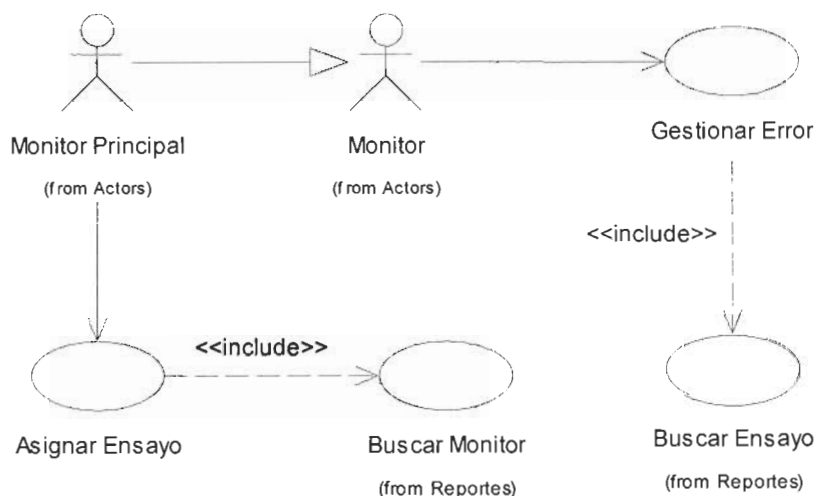 Monitor Principal
(from Actors)
Monitor
(from Actors)
Gestionar Error
<<include>>
<<include>>
Asignar Ensayo
Buscar Monitor
(from Reportes)
Buscar Ensayo
(from Reportes)